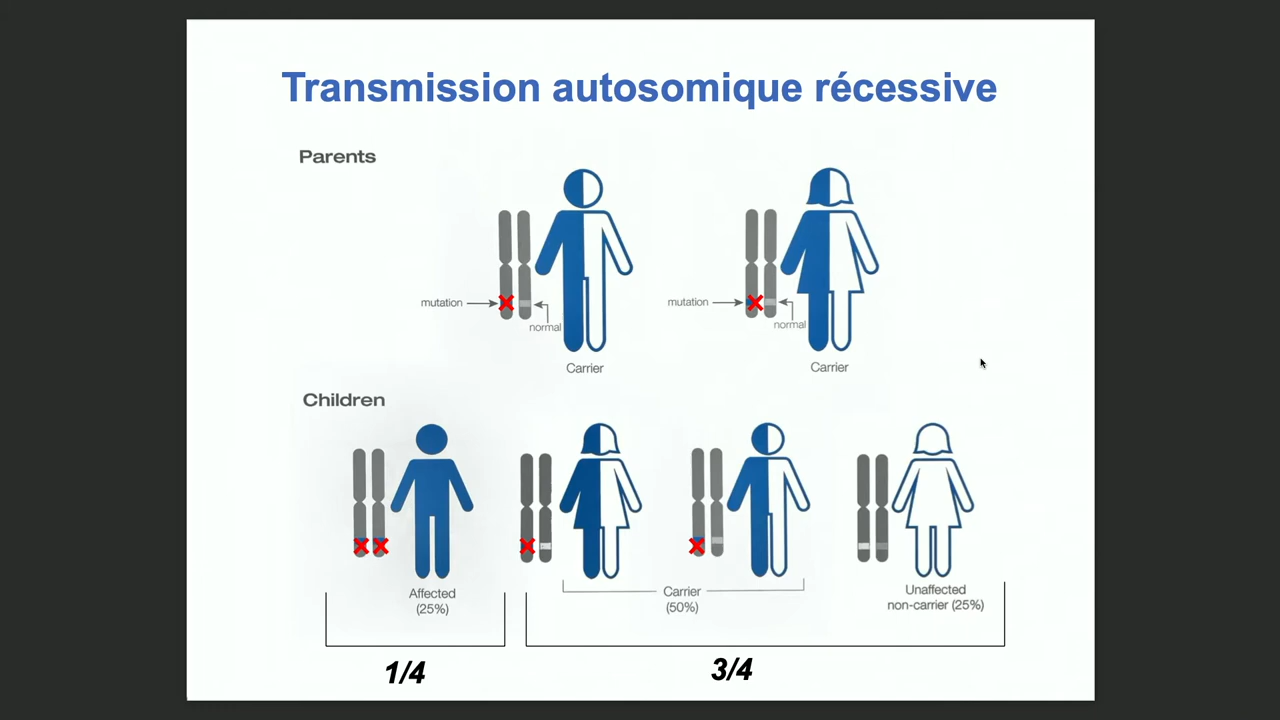 Transmission autosomique récessive
Parents
mutation
normal
Carrier
mutation
normal
Carrier
Children
Affected
(25%)
Carrier
(50%)
Unaffected
non-carrier (25%)
1/4
3/4